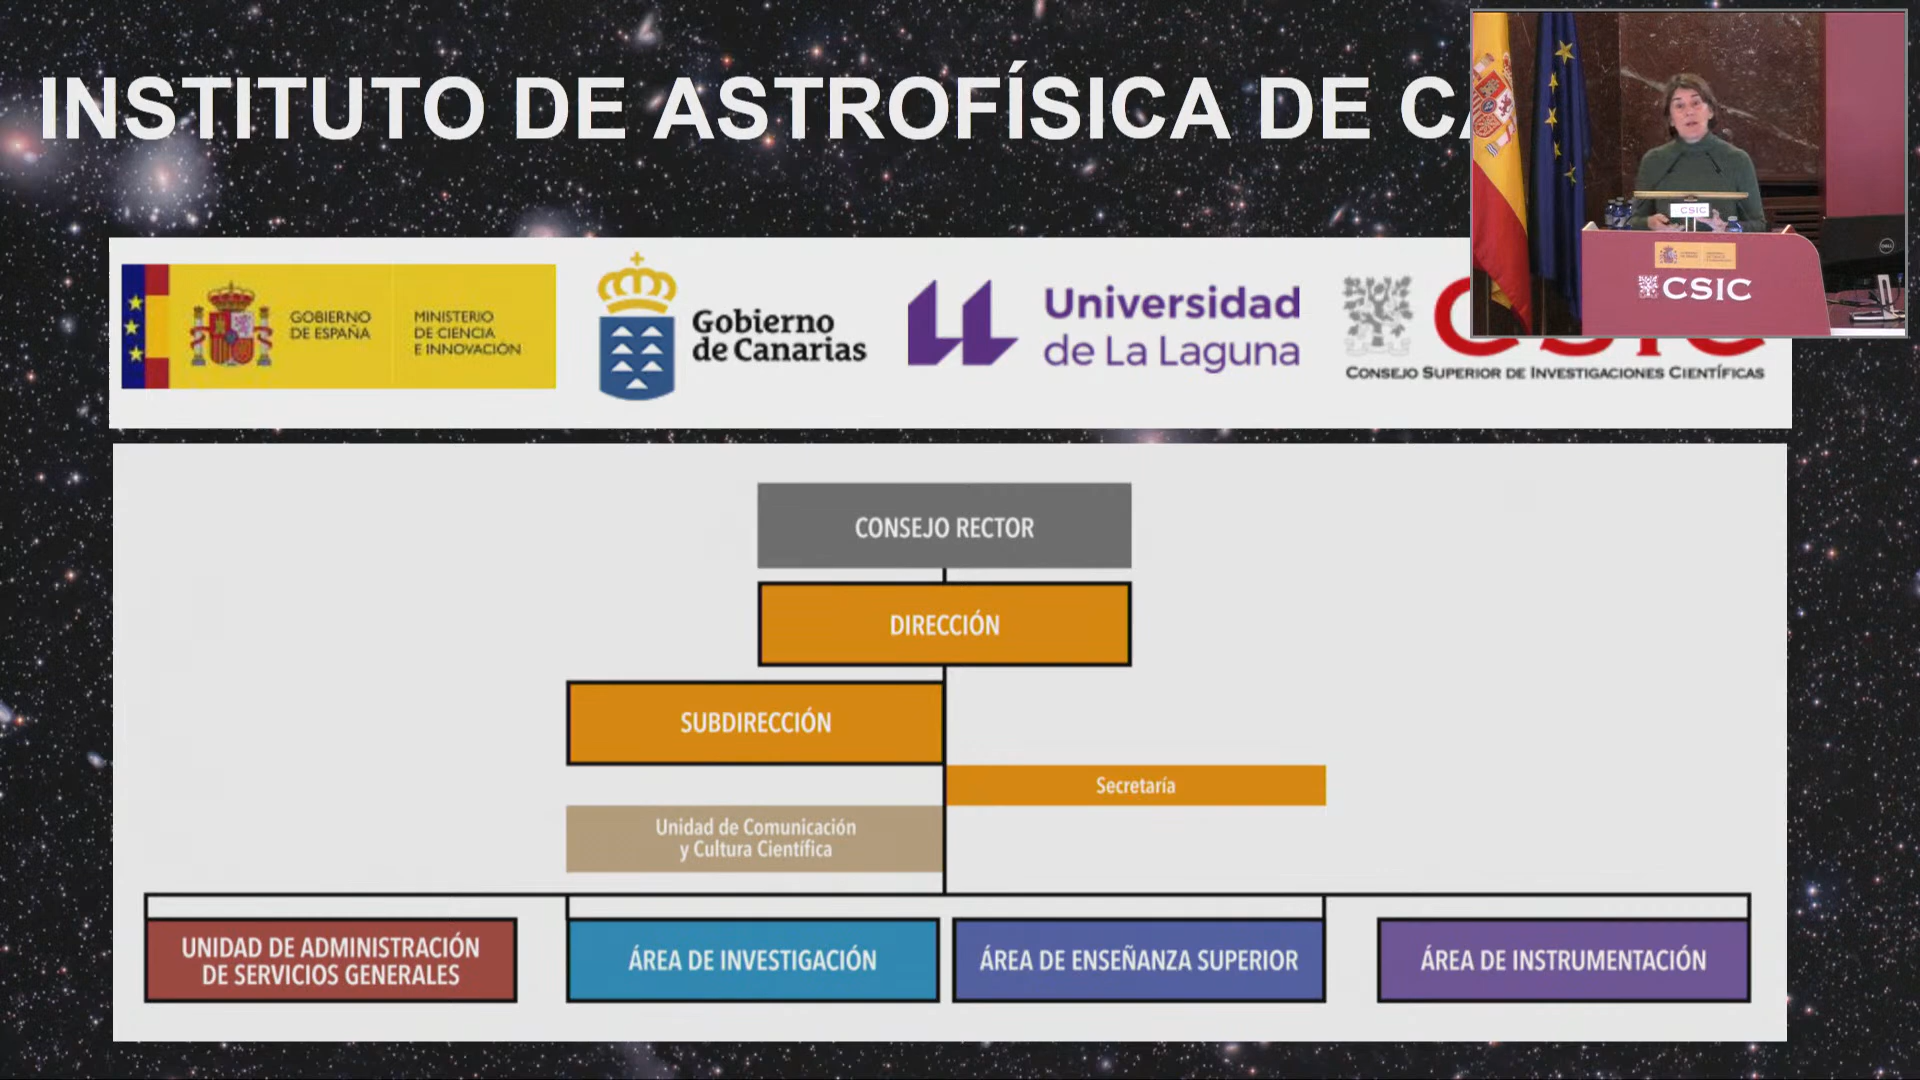 INSTITUTO DE ASTROFÍSICA DE
CSIC
CSIC
GOBIERNO
DE ESPAÑA
MINISTERIO
DE CIENCIA
E INNOVACIÓN
Gobierno
de Canarias
Universidad
de La Laguna
CONSEJO SUPERIOR DE INVESTIGACIONES CIENTÍFICAS
CONSEJO RECTOR
DIRECCIÓN
SUBDIRECCIÓN
Secretaría
Unidad de Comunicación
y Cultura Científica
UNIDAD DE ADMINISTRACIÓN
DE SERVICIOS GENERALES
ÁREA DE INVESTIGACIÓN
ÁREA DE ENSEÑANZA SUPERIOR
ÁREA DE INSTRUMENTACIÓN